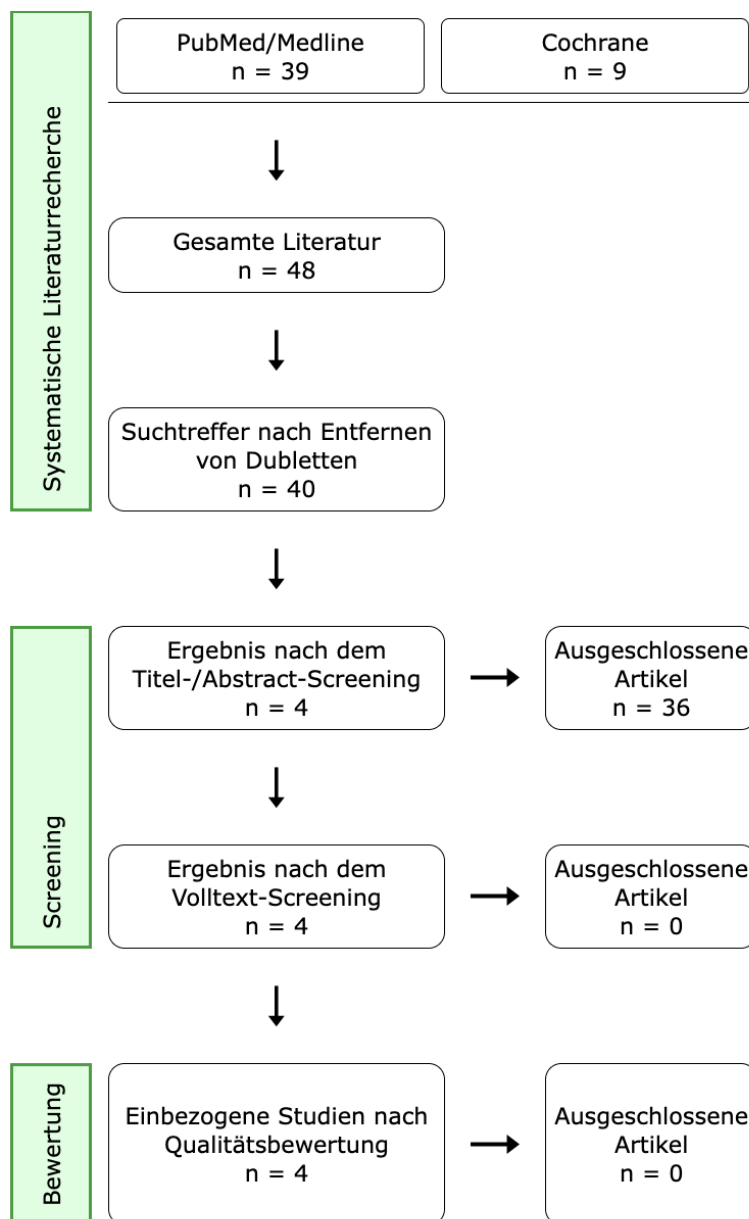 Systematische Literaturrecherche
PubMed/Medline
n = 39
Cochrane
n = 9
Gesamte Literatur
n = 48
Suchtreffer nach Entfernen
von Dubletten
n = 40
Screening
Ergebnis nach dem
Titel-/Abstract-Screening
n = 4
Ausgeschlossene
Artikel
n = 36
Ergebnis nach dem
Volltext-Screening
n = 4
Ausgeschlossene
Artikel
n = 0
Bewertung
Einbezogene Studien nach
Qualitätsbewertung
n = 4
Ausgeschlossene
Artikel
n = 0